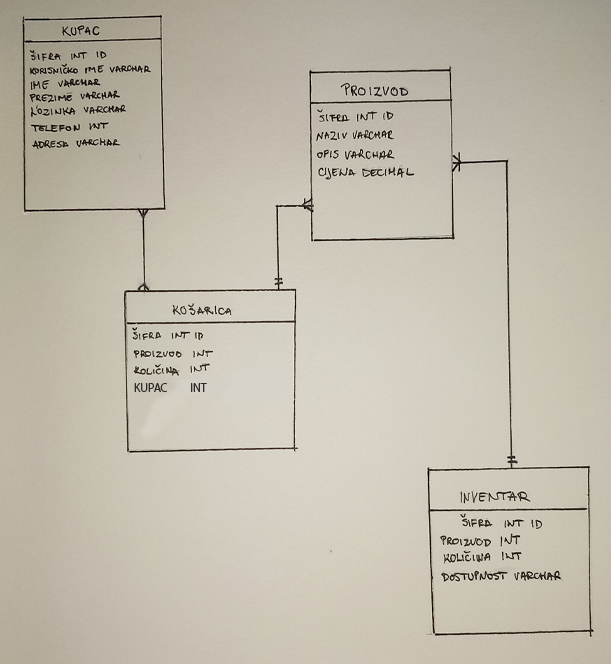 KUPAC
ŠIFRA INT ID
KORISNIČKO IME VARCHAR
IME VARCHAR
PREZIME VARCHAR
LOZINKA VARCHAR
TELEFON INT
ADRESA VARCHAR
PROIZVOD
ŠIFRA INT ID
NAZIV VARCHAR
OPIS VARCHAR
CIJENA DECIMAL
KOŠARICA
ŠIFRA INT ID
PROIZVOD INT
KOLIČINA INT
KUPAC INT
INVENTAR
ŠIFRA INT ID
PROIZVOD INT
KOLIČINA INT
DOSTUPNOST VARCHAR